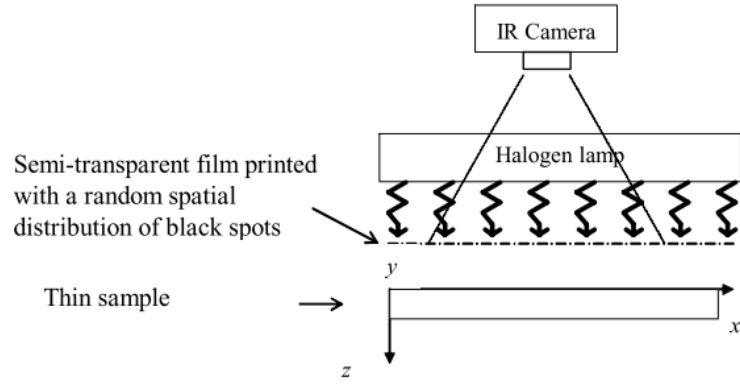 IR Camera
Halogen lamp
Semi-transparent film printed
with a random spatial
distribution of black spots
y
Thin sample
x
z